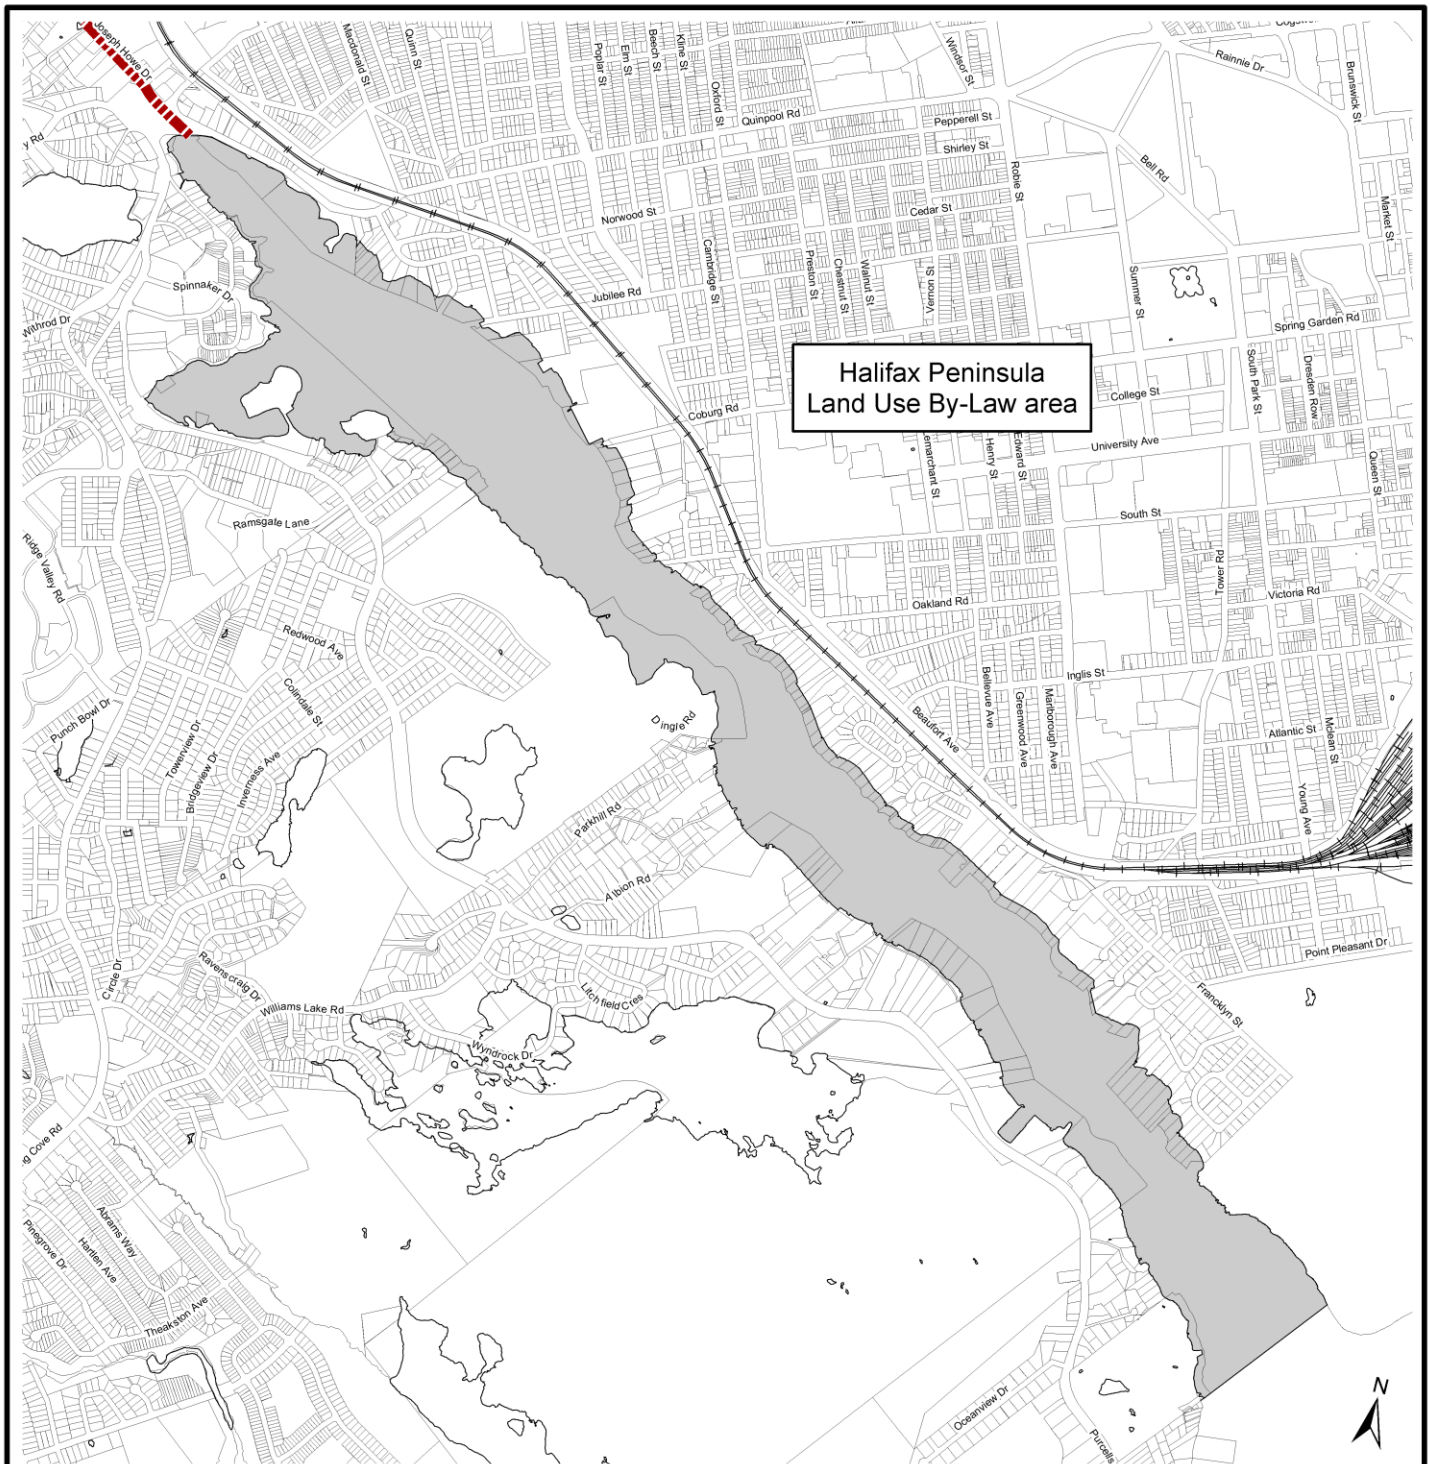 Joseph Howe Dr
Macdonald St
Quinn St
Poplar St
Elm St
Beech St
Kline St
Oxford St
Windsor St
Rainnie Dr
Brunswick St
Quinpool Rd
Pepperell St
Shirley St
Robie St
Bell Rd
y Rd
Norwood St
Cedar St
Market St
Cambridge St
Preston St
Chestnut St
Walnut St
Vernon St
Summer St
Spinnaker Dr
Jubilee Rd
Withrod Dr
Spring Garden Rd
South Park St
Dresden Row
Halifax Peninsula
Land Use By-Law area
College St
Coburg Rd
University Ave
Lemarchant St
Henry St
Edward St
Queen St
South St
Ramsgate Lane
Ridge Valley Rd
Tower Rd
Victoria Rd
Oakland Rd
Redwood Ave
Colindale St
Inglis St
Bellevue Ave
Greenwood Ave
Marlborough Ave
Beaufort Ave
Punch Bowl Dr
Dingle Rd
Atlantic St
Mclean St
Towerview Dr
Bridgeview Dr
Inverness Ave
Young Ave
Parkhill Rd
Albion Rd
Point Pleasant Dr
Circle Dr
Ravenscraig Dr
Litchfield Cres
Francklyn St
Williams Lake Rd
Wyndrock Dr
ng Cove Rd
Abrams Way
Pinegrove Dr
Hartlen Ave
Theakston Ave
Oceanview Dr
Purcells
N